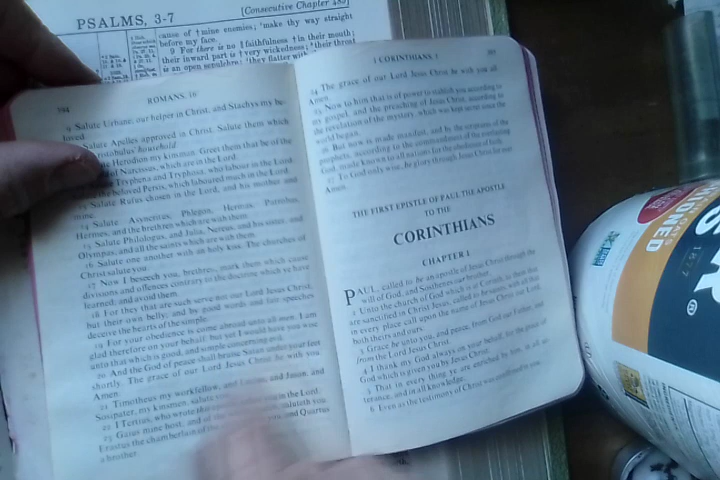 PSALMS, 3-7
[Consecutive Chapter 480]
cause of † mine enemies; make thy way straight
before my face.
9 For there is no † faithfulness † in their mouth;
their inward part is † very wickedness; their throat
is an open sepulchre; they flatter with
594
ROMANS, 16
9 Salute Urbane, our helper in Christ, and Stachys my be-
loved.
Salute Apelles approved in Christ. Salute them which
household
Herodion my kinsman. Greet them that be of the
of Narcissus, which are in the Lord.
Tryphena and Tryphosa, who labour in the Lord.
the beloved Persis, which laboured much in the Lord.
Salute Rufus chosen in the Lord, and his mother and
mine.
14 Salute Asyncritus, Phlegon, Hermas, Patrobas,
Hermes, and the brethren which are with them.
15 Salute Philologus, and Julia, Nereus, and his sister, and
Olympas, and all the saints which are with them.
16 Salute one another with an holy kiss. The churches of
Christ salute you.
17 Now I beseech you, brethren, mark them which cause
divisions and offences contrary to the doctrine which ye have
learned; and avoid them.
18 For they that are such serve not our Lord Jesus Christ,
but their own belly; and by good words and fair speeches
deceive the hearts of the simple.
19 For your obedience is come abroad unto all men. I am
glad therefore on your behalf: but yet I would have you wise
unto that which is good, and simple concerning evil.
20 And the God of peace shall bruise Satan under your feet
shortly. The grace of our Lord Jesus Christ be with you.
Amen.
21 Timotheus my workfellow, and Lucius, and Jason, and
Sosipater, my kinsmen, salute you.
22 I Tertius, who wrote this epistle, salute you in the Lord.
23 Gaius mine host, and of the saluteth you.
Erastus the chamberlain of the and Quartus
a brother.
1 CORINTHIANS, 1
24 The grace of our Lord Jesus Christ be with you all.
Amen.
25 Now to him that is of power to stablish you according to
my gospel, and the preaching of Jesus Christ, according to
the revelation of the mystery, which was kept secret since the
world began,
26 But now is made manifest, and by the scriptures of the
prophets, according to the commandment of the everlasting
God, made known to all nations for the obedience of faith:
27 To God only wise, be glory through Jesus Christ for ever.
Amen.
THE FIRST EPISTLE OF PAUL THE APOSTLE
TO THE
CORINTHIANS
CHAPTER 1
PAUL, called to be an apostle of Jesus Christ through the
will of God, and Sosthenes our brother,
2 Unto the church of God which is at Corinth, to them that
are sanctified in Christ Jesus, called to be saints, with all that
in every place call upon the name of Jesus Christ our Lord,
both theirs and ours:
3 Grace be unto you, and peace, from God our Father, and
from the Lord Jesus Christ.
4 I thank my God always on your behalf, for the grace of
God which is given you by Jesus Christ;
5 That in every thing ye are enriched by him, in all ut-
terance, and in all knowledge;
6 Even as the testimony of Christ was confirmed in you:
1877
®